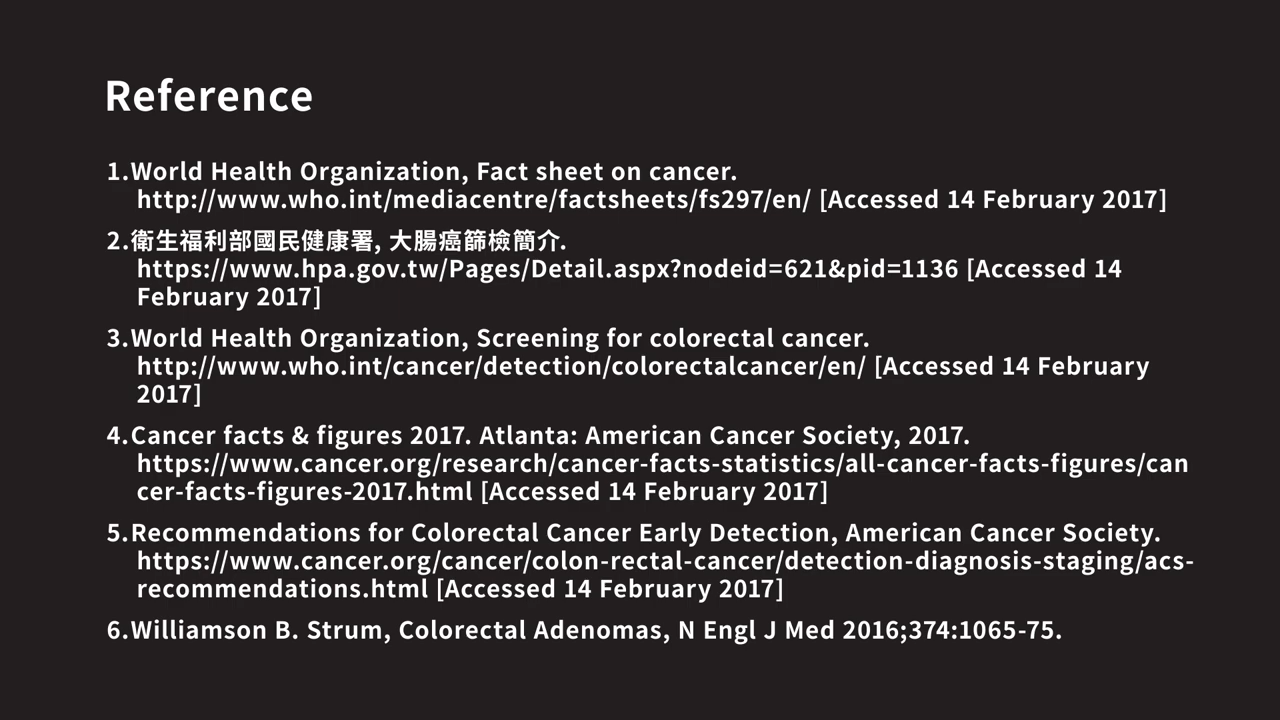 Reference
1.World Health Organization, Fact sheet on cancer.
http://www.who.int/mediacentre/factsheets/fs297/en/ [Accessed 14 February 2017]
2.衛生福利部國民健康署, 大腸癌篩檢簡介.
https://www.hpa.gov.tw/Pages/Detail.aspx?nodeid=621&pid=1136 [Accessed 14
February 2017]
3.World Health Organization, Screening for colorectal cancer.
http://www.who.int/cancer/detection/colorectalcancer/en/ [Accessed 14 February
2017]
4.Cancer facts & figures 2017. Atlanta: American Cancer Society, 2017.
https://www.cancer.org/research/cancer-facts-statistics/all-cancer-facts-figures/can
cer-facts-figures-2017.html [Accessed 14 February 2017]
5.Recommendations for Colorectal Cancer Early Detection, American Cancer Society.
https://www.cancer.org/cancer/colon-rectal-cancer/detection-diagnosis-staging/acs-
recommendations.html [Accessed 14 February 2017]
6.Williamson B. Strum, Colorectal Adenomas, N Engl J Med 2016;374:1065-75.